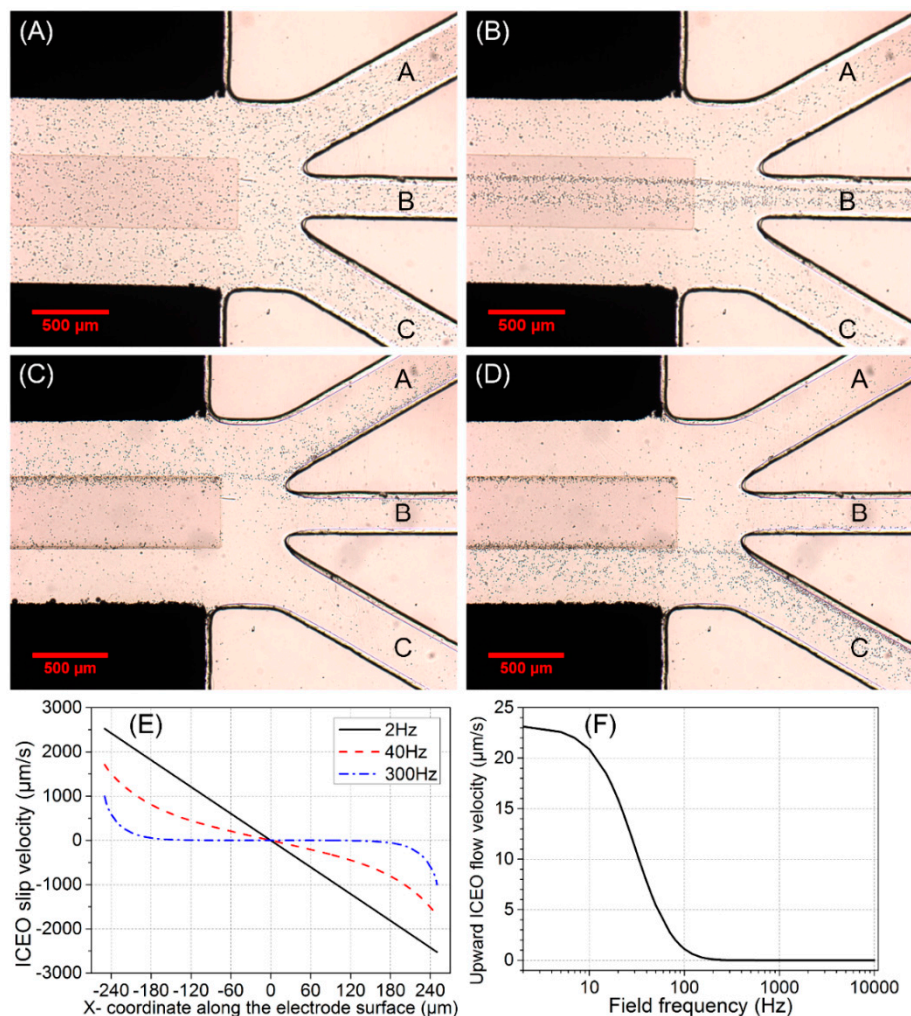 (A)
A
B
C
500 μm
(B)
A
B
C
500 μm
(C)
A
B
C
500 μm
(D)
A
B
C
500 μm
(E)
2Hz
40Hz
300Hz
ICEO slip velocity (μm/s)
3000
2000
1000
0
-1000
-2000
-3000
-240 -180 -120 -60 0 60 120 180 240
X- coordinate along the electrode surface (μm)
(F)
Upward ICEO flow velocity (μm/s)
25
20
15
10
5
0
10 100 1000 10000
Field frequency (Hz)